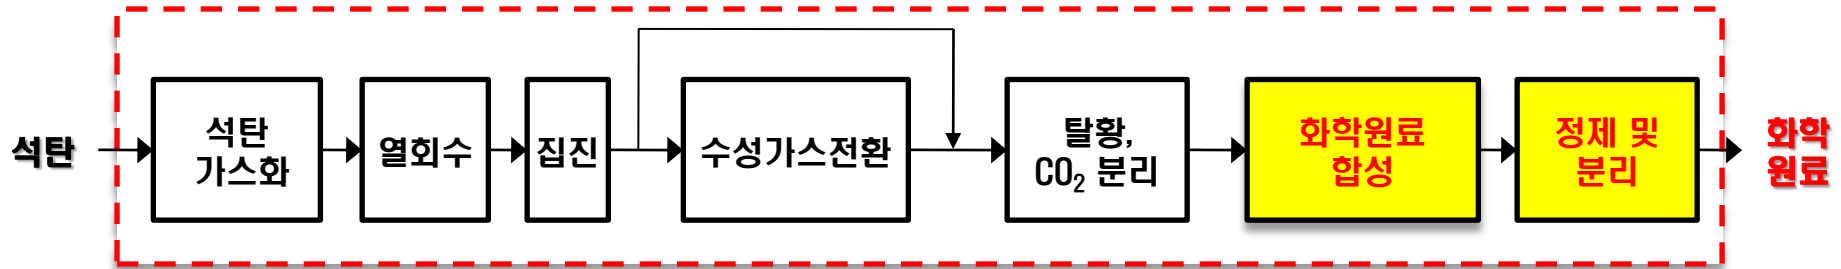 석탄
석탄
가스화
열회수
집진
수성가스전환
탈황,
CO₂ 분리
화학원료
합성
정제 및
분리
화학
원료